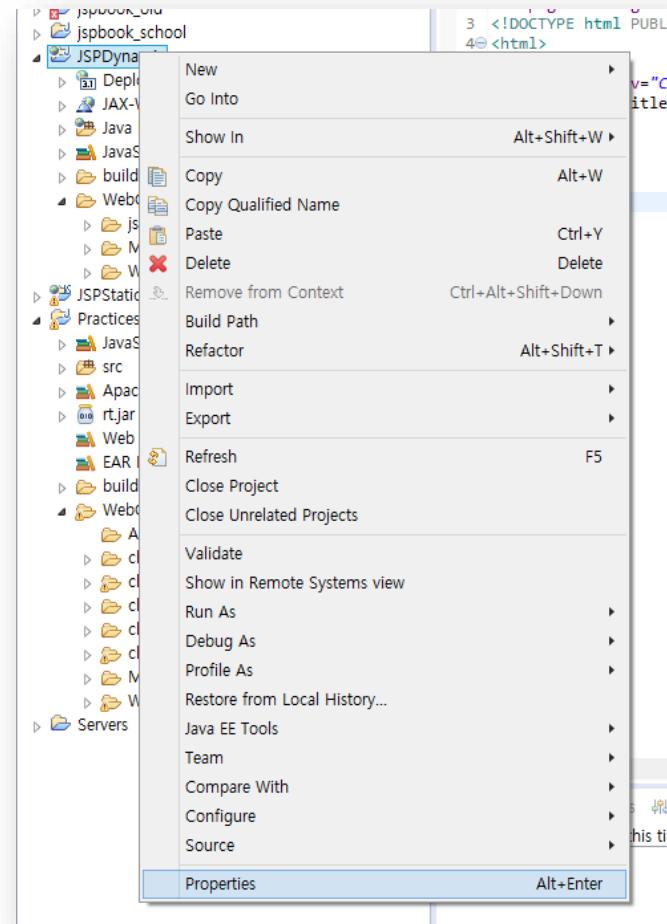 jspbook_old
jspbook_school
JSPDyna
Deplo
JAX-W
Java
JavaS
build
WebC
js
M
W
JSPStatic
Practices
JavaS
src
Apac
rt.jar
Web
EAR
build
WebC
A
cl
cl
cl
cl
cl
M
W
Servers
3 <!DOCTYPE html PUBL
4 <html>
v="C
itle
New
Go Into
Show In Alt+Shift+W
Copy Alt+W
Copy Qualified Name
Paste Ctrl+Y
Delete Delete
Remove from Context Ctrl+Alt+Shift+Down
Build Path
Refactor Alt+Shift+T
Import
Export
Refresh F5
Close Project
Close Unrelated Projects
Validate
Show in Remote Systems view
Run As
Debug As
Profile As
Restore from Local History...
Java EE Tools
Team
Compare With
Configure
Source
Properties Alt+Enter
s
this ti